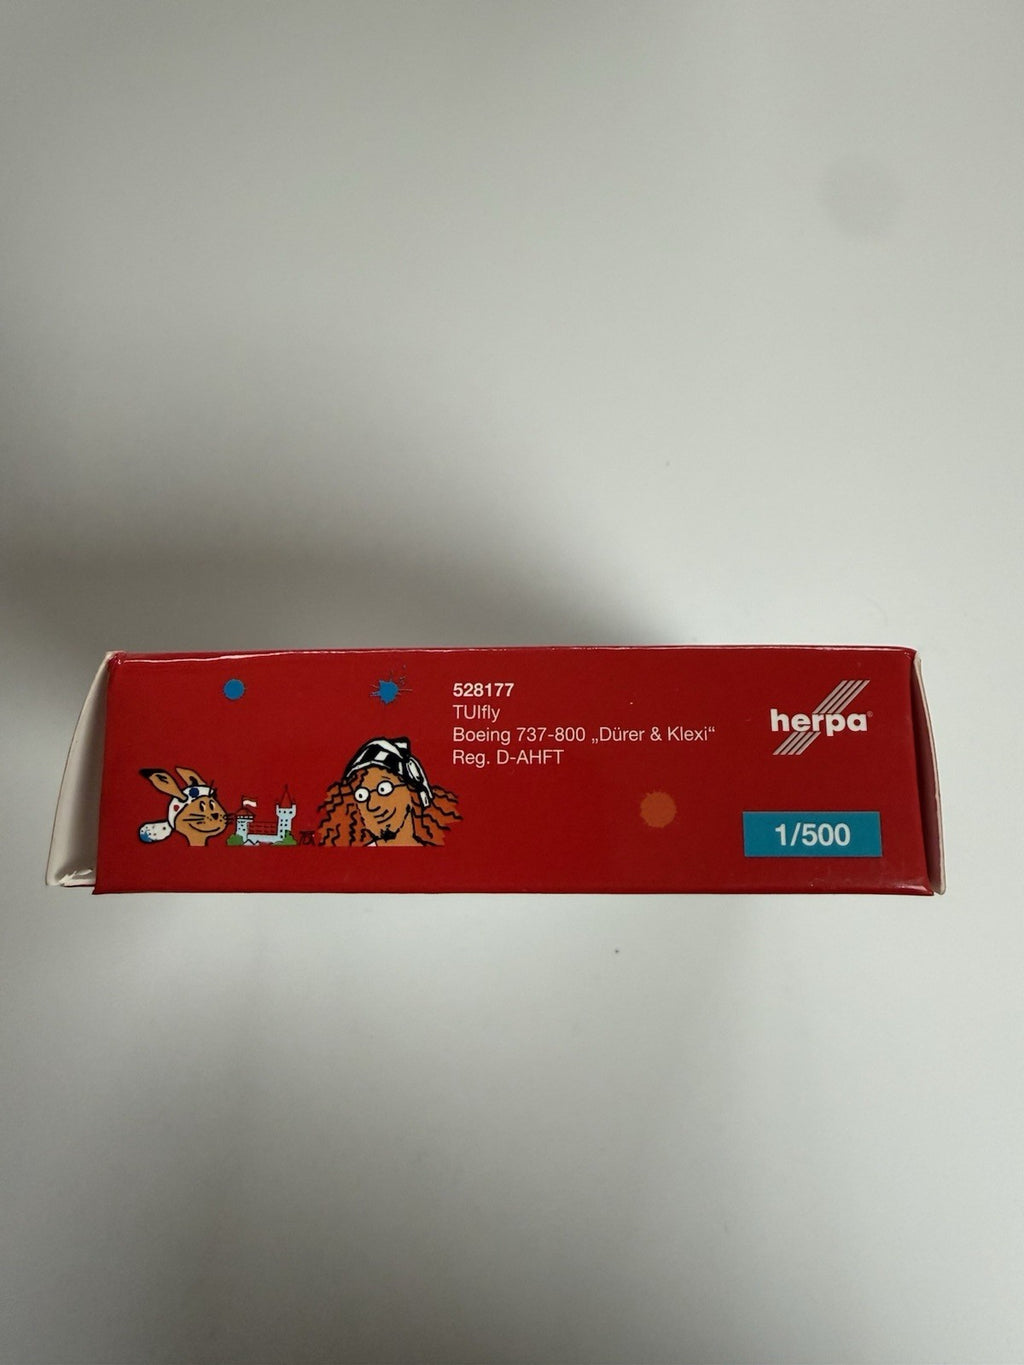 528177
TUIfly
Boeing 737-800 „Dürer & Klexi“
Reg. D-AHFT
herpa®
1/500